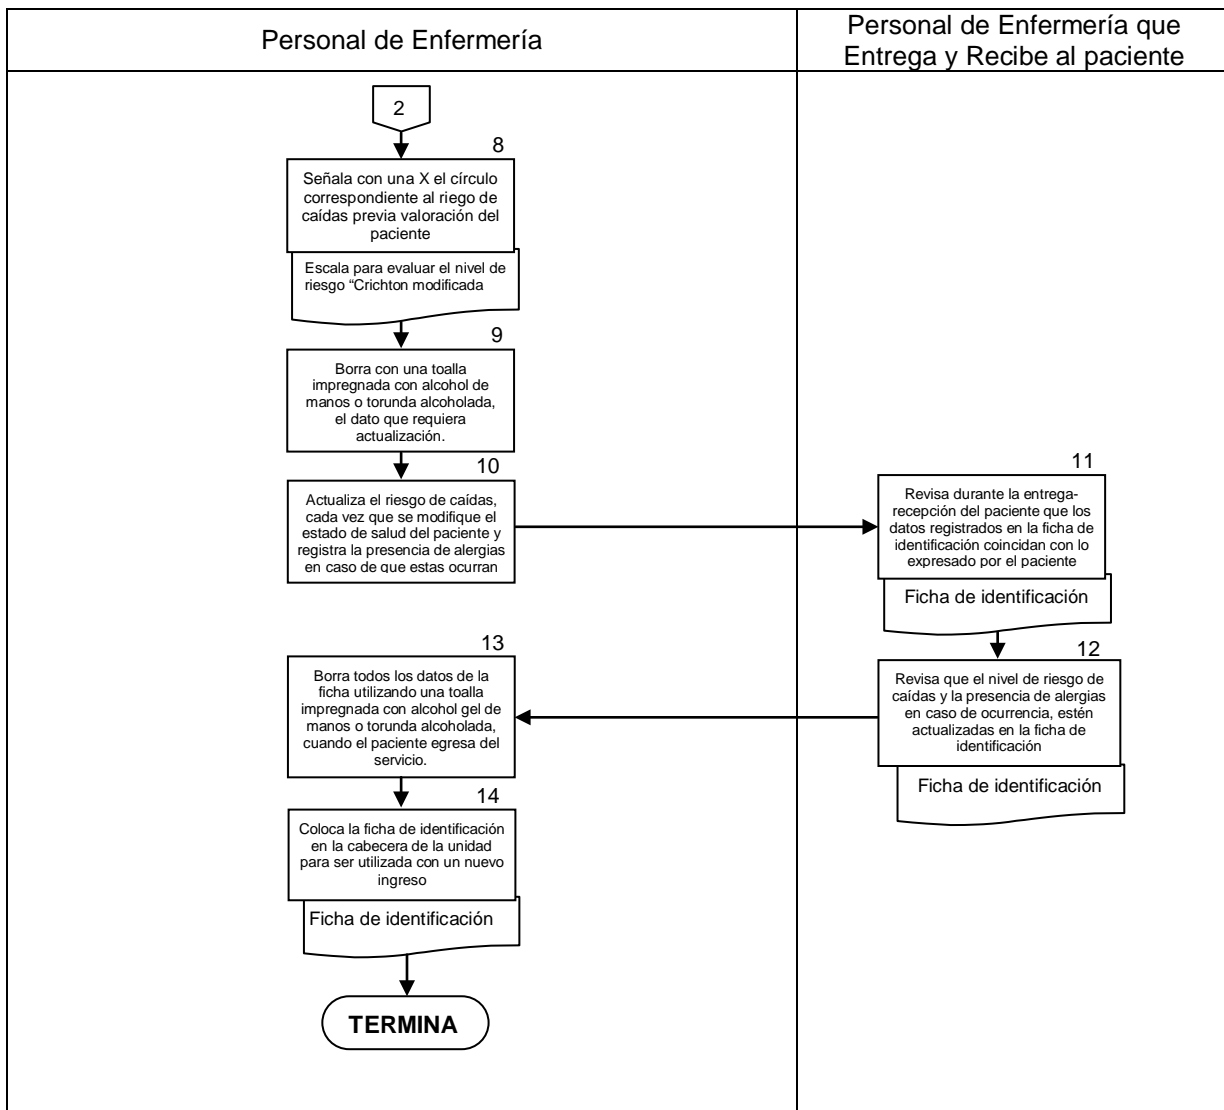 Personal de Enfermería
Personal de Enfermería que
Entrega y Recibe al paciente
2
8
Señala con una X el círculo
correspondiente al riego de
caídas previa valoración del
paciente
Escala para evaluar el nivel de
riesgo “Crichton modificada
9
Borra con una toalla
impregnada con alcohol de
manos o torunda alcoholada,
el dato que requiera
actualización.
10
Actualiza el riesgo de caídas,
cada vez que se modifique el
estado de salud del paciente y
registra la presencia de alergias
en caso de que estas ocurran
11
Revisa durante la entrega-
recepción del paciente que los
datos registrados en la ficha de
identificación coincidan con lo
expresado por el paciente
Ficha de identificación
12
Revisa que el nivel de riesgo de
caídas y la presencia de alergias
en caso de ocurrencia, estén
actualizadas en la ficha de
identificación
Ficha de identificación
13
Borra todos los datos de la
ficha utilizando una toalla
impregnada con alcohol gel de
manos o torunda alcoholada,
cuando el paciente egresa del
servicio.
14
Coloca la ficha de identificación
en la cabecera de la unidad
para ser utilizada con un nuevo
ingreso
Ficha de identificación
TERMINA